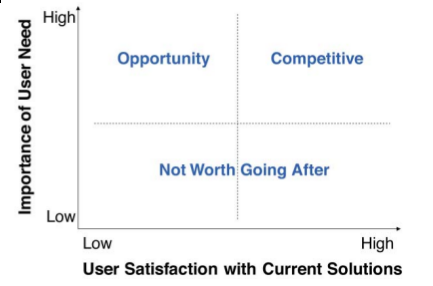 High
Importance of User Need
Opportunity
Competitive
Not Worth Going After
Low
Low
High
User Satisfaction with Current Solutions